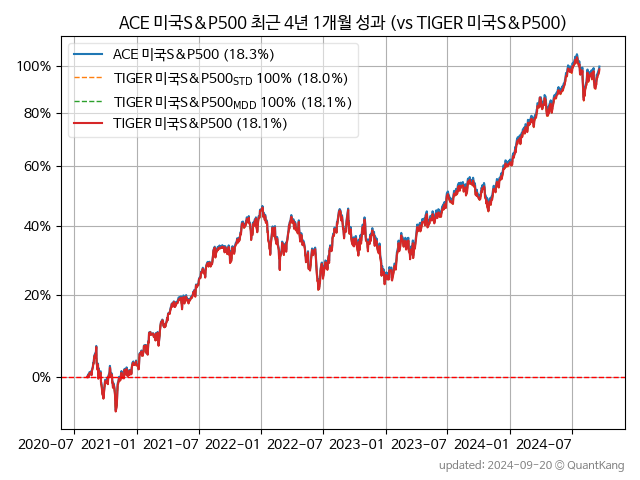 ACE 미국S&P500 최근 4년 1개월 성과 (vs TIGER 미국S&P500)
ACE 미국S&P500 (18.3%)
TIGER 미국S&P500STD 100% (18.0%)
TIGER 미국S&P500MDD 100% (18.1%)
TIGER 미국S&P500 (18.1%)
100%
80%
60%
40%
20%
0%
2020-07 2021-01 2021-07 2022-01 2022-07 2023-01 2023-07 2024-01 2024-07
updated: 2024-09-20 © QuantKang